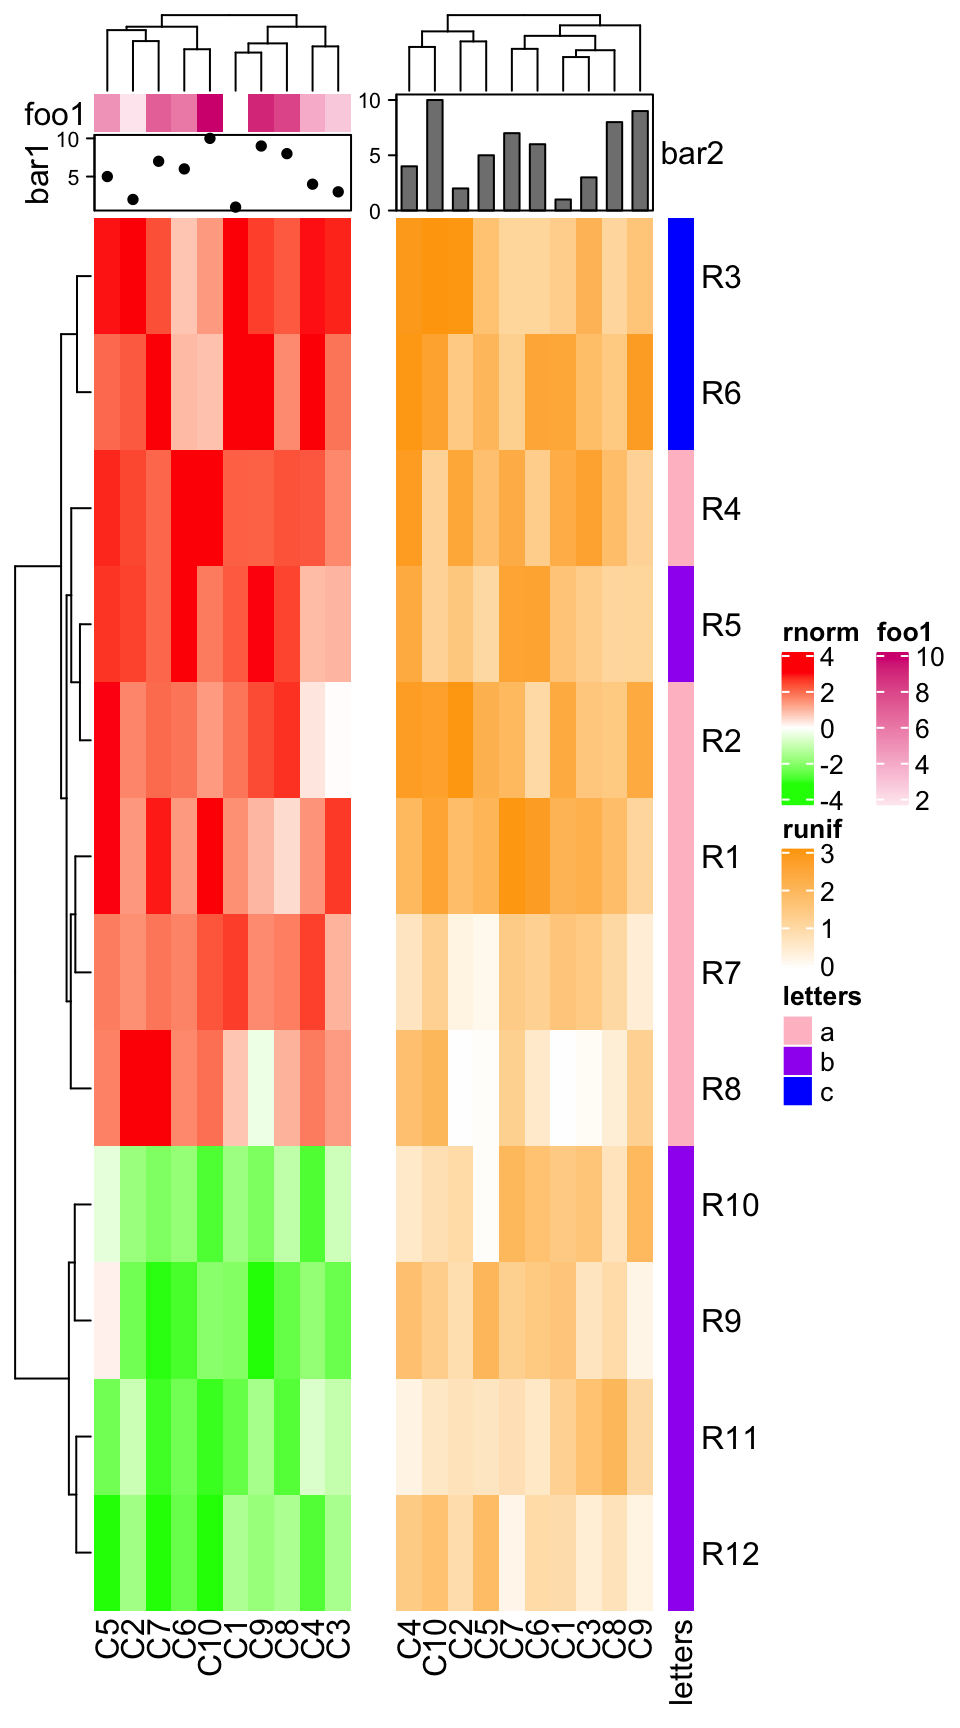 foo1
bar1
10
5
10
5
0
bar2
R3
R6
R4
R5
R2
R1
R7
R8
R10
R9
R11
R12
C5 C2 C7 C6 C10 C1 C9 C8 C4 C3
C4 C10 C2 C5 C7 C6 C1 C3 C8 C9
letters
rnorm
4
2
0
-2
-4
foo1
10
8
6
4
2
runif
3
2
1
0
letters
a
b
c